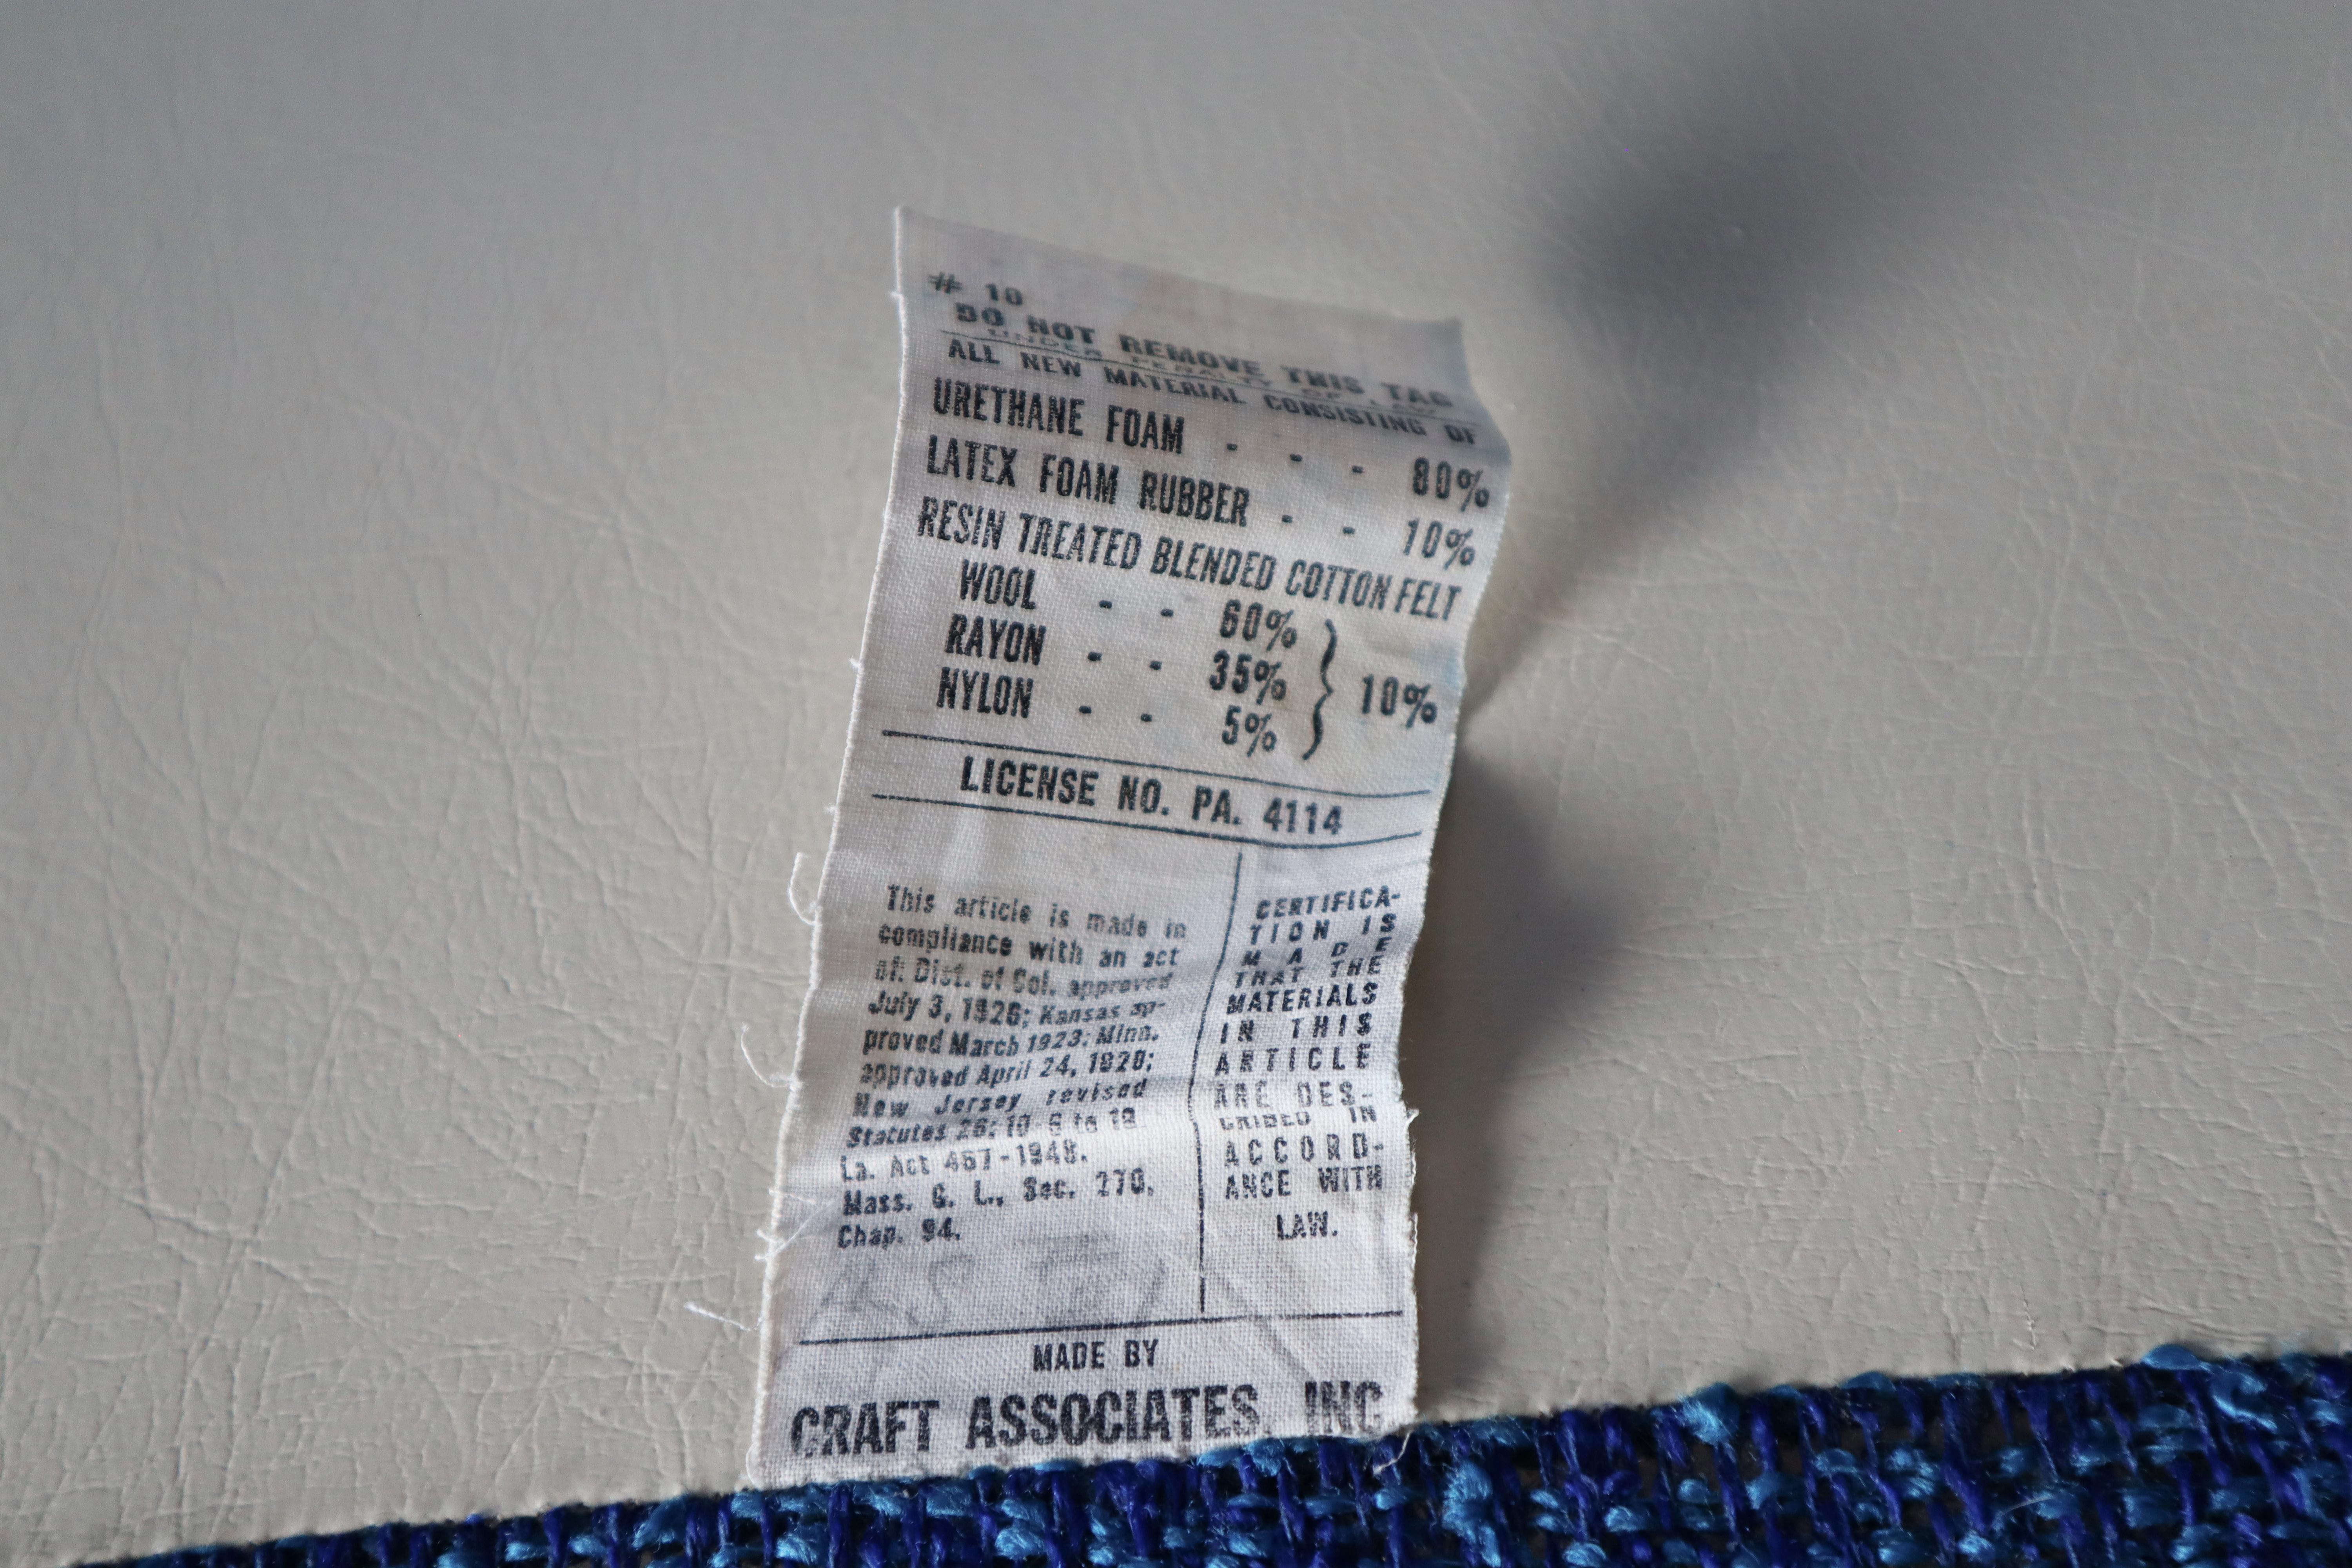 # 10
DO NOT REMOVE THIS TAG
UNDER PENALTY OF LAW
ALL NEW MATERIAL CONSISTING OF
URETHANE FOAM - - - 80%
LATEX FOAM RUBBER - - 10%
RESIN TREATED BLENDED COTTON FELT
WOOL - - 60%
RAYON - - 35% } 10%
NYLON - - 5%
LICENSE NO. PA. 4114
This article is made in
compliance with an act
of: Dist. of Col. approved
July 3, 1926; Kansas ap-
proved March 1923; Minn.
approved April 24, 1929;
New Jersey revised
Statutes 26: 10-6 to 18
La. Act 467-1948.
Mass. G. L., Sec. 270,
Chap. 94.
CERTIFICA-
TION IS
MADE
THAT THE
MATERIALS
IN THIS
ARTICLE
ARE DES-
CRIBED IN
ACCORD-
ANCE WITH
LAW.
MADE BY
CRAFT ASSOCIATES, INC